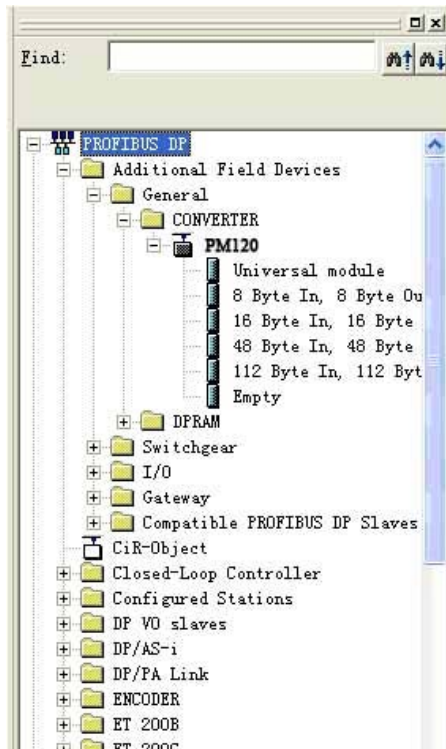 Find:
PROFIBUS DP
Additional Field Devices
General
CONVERTER
PM120
Universal module
8 Byte In, 8 Byte Ou
16 Byte In, 16 Byte
48 Byte In, 48 Byte
112 Byte In, 112 Byt
Empty
DPRAM
Switchgear
I/O
Gateway
Compatible PROFIBUS DP Slaves
CiR-Object
Closed-Loop Controller
Configured Stations
DP V0 slaves
DP/AS-i
DP/PA Link
ENCODER
ET 200B
ET 200C